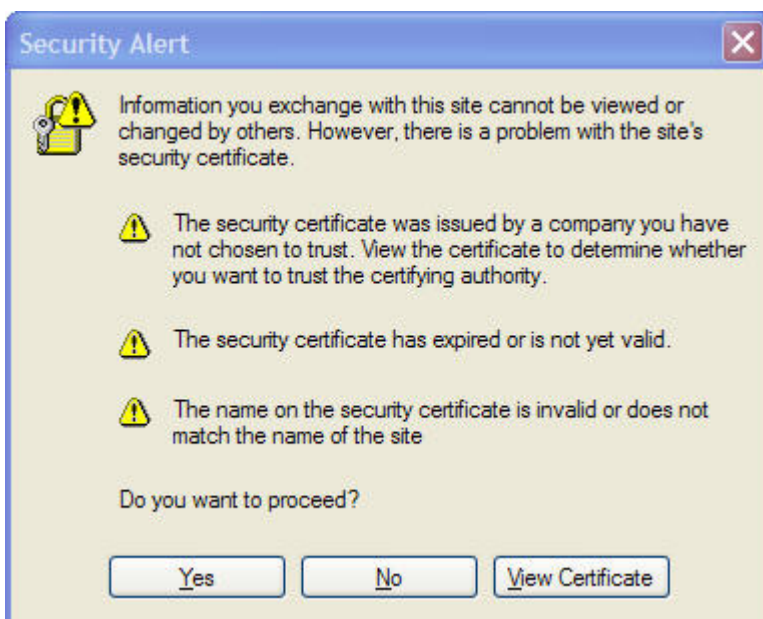 Security Alert
Information you exchange with this site cannot be viewed or
changed by others. However, there is a problem with the site's
security certificate.
The security certificate was issued by a company you have
not chosen to trust. View the certificate to determine whether
you want to trust the certifying authority.
The security certificate has expired or is not yet valid.
The name on the security certificate is invalid or does not
match the name of the site
Do you want to proceed?
Yes No View Certificate